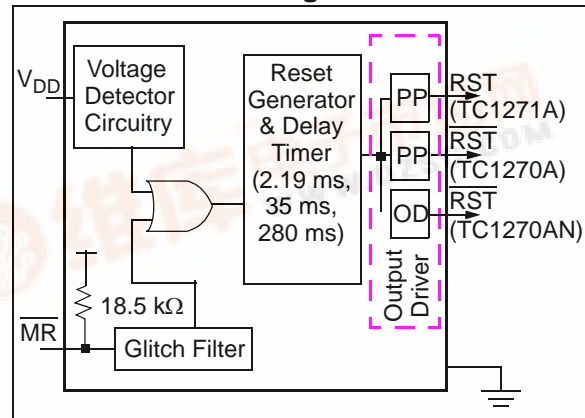 VDD
Voltage
Detector
Circuitry
Reset
Generator
& Delay
Timer
(2.19 ms,
35 ms,
280 ms)
PP
RST
(TC1271A)
PP
RST
(TC1270A)
OD
RST
(TC1270AN)
Output
Driver
18.5 kΩ
MR
Glitch Filter